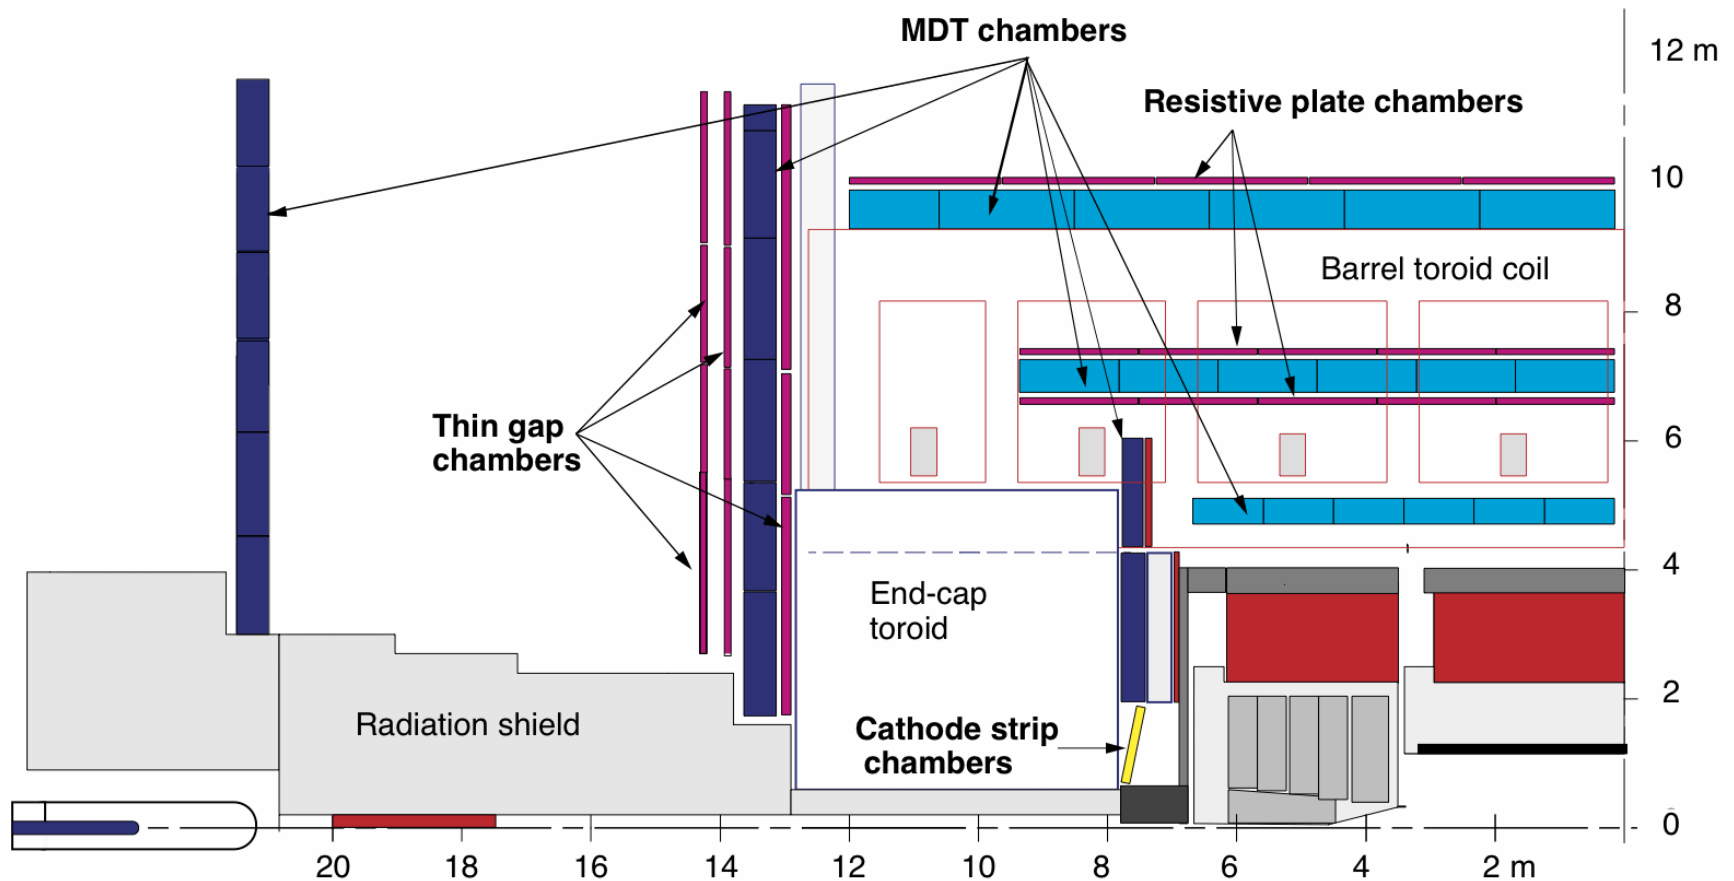 MDT chambers
12 m
Resistive plate chambers
10
Barrel toroid coil
8
Thin gap
chambers
6
End-cap
toroid
4
Radiation shield
Cathode strip
chambers
2
0
20 18 16 14 12 10 8 6 4 2 m